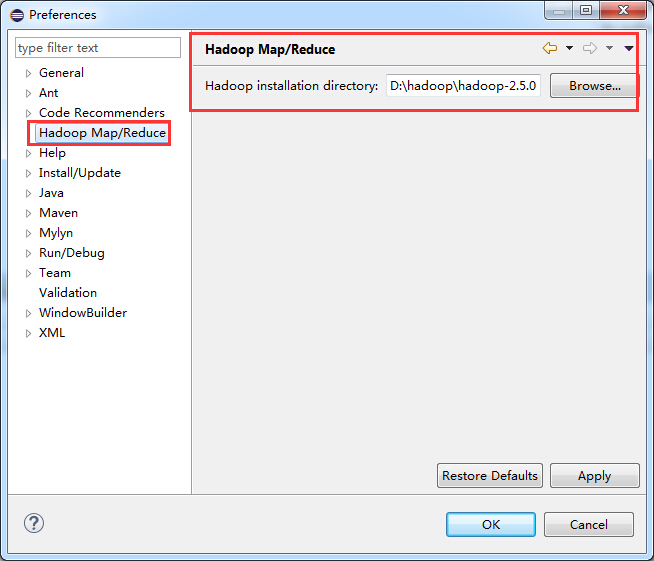 Preferences
type filter text
General
Ant
Code Recommenders
Hadoop Map/Reduce
Help
Install/Update
Java
Maven
Mylyn
Run/Debug
Team
Validation
WindowBuilder
XML
Hadoop Map/Reduce
Hadoop installation directory: D:\hadoop\hadoop-2.5.0 Browse...
Restore Defaults Apply
? OK Cancel